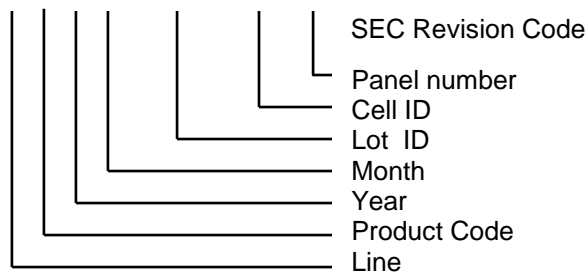 SEC Revision Code
Panel number
Cell ID
Lot ID
Month
Year
Product Code
Line